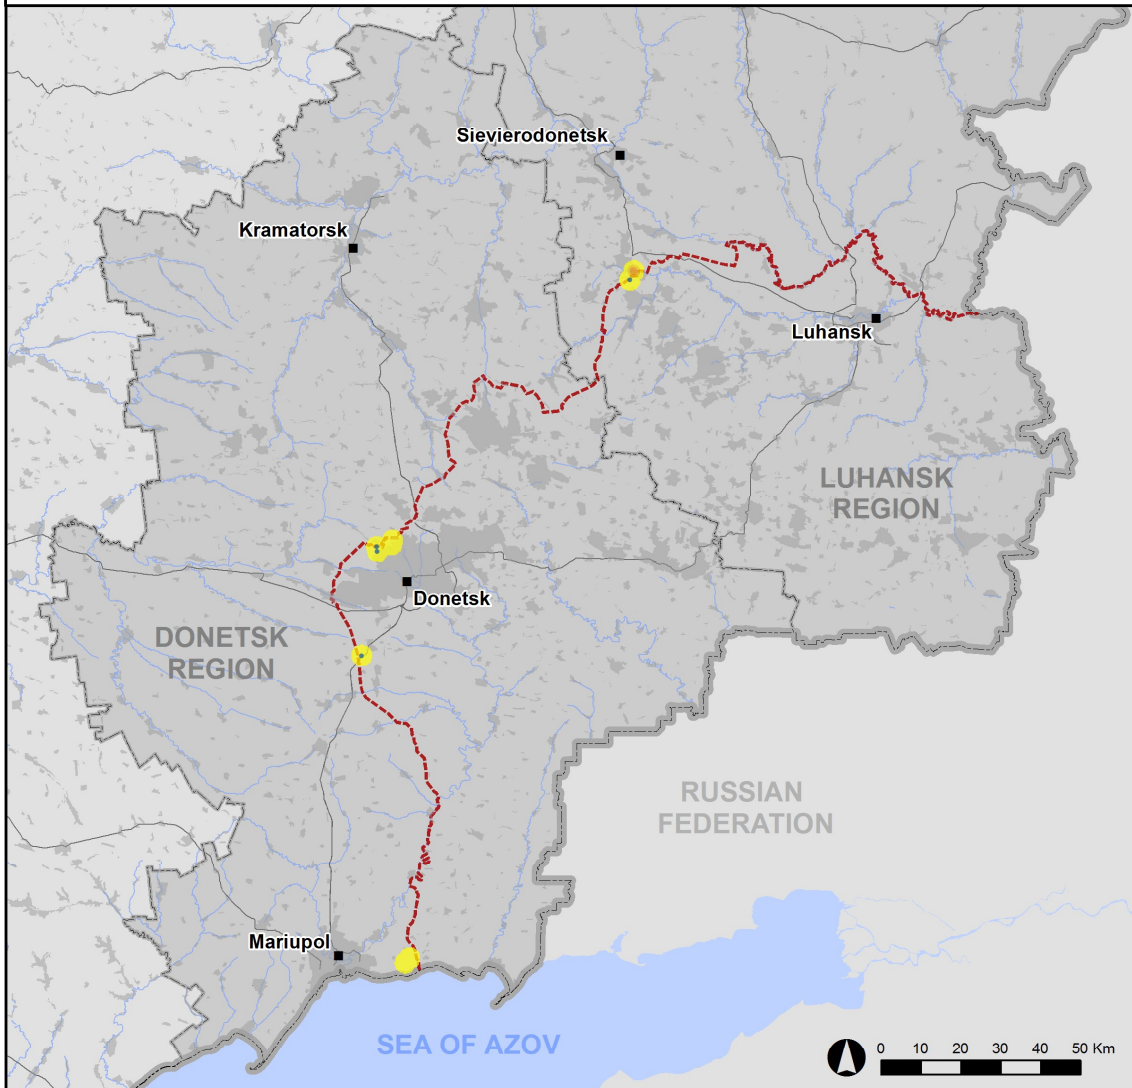 Sievierodonetsk
Kramatorsk
Luhansk
LUHANSK
REGION
Donetsk
DONETSK
REGION
RUSSIAN
FEDERATION
Mariupol
SEA OF AZOV
0 10 20 30 40 50 Km